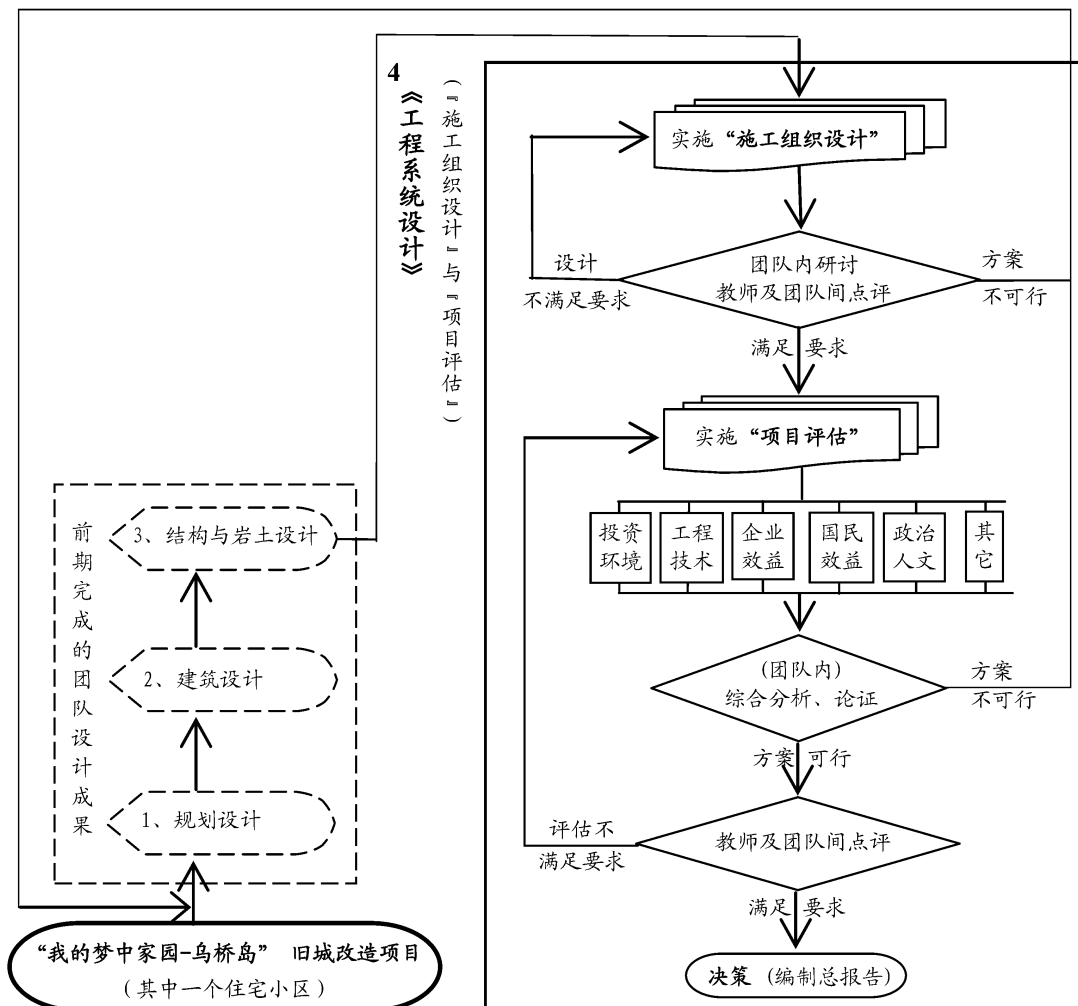 4
《工程系统设计》
（『施工组织设计』与『项目评估』）
实施“施工组织设计”
设计
不满足要求
团队内研讨
教师及团队间点评
方案
不可行
满足 要求
实施“项目评估”
投资
环境
工程
技术
企业
效益
国民
效益
政治
人文
其
它
(团队内)
综合分析、论证
方案
不可行
方案 可行
评估不
满足要求
教师及团队间点评
满足 要求
决策 (编制总报告)
前期完成的团队设计成果
3、结构与岩土设计
2、建筑设计
1、规划设计
“我的梦中家园-乌桥岛” 旧城改造项目
（其中一个住宅小区）